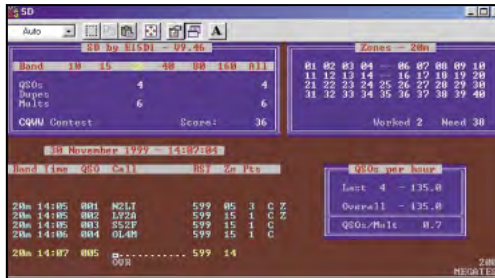 SD
Auto
A
SD by EI5DI - V9.46
Band 10 15 40 80 160 All
QSOs 4 4
Dupes
Mults 6 6
CQWW Contest Score: 36
Zones - 20m
01 02 03 04 -- 06 07 08 09 10
11 12 13 14 -- 16 17 18 19 20
21 22 23 24 25 26 27 28 29 30
31 32 33 34 35 36 37 38 39 40
Worked 2 Need 38
30 November 1999 - 14:07:04
Band Time QSO Call RST Zn Pts
20m 14:05 001 N2LT 599 05 3 C Z
20m 14:05 002 LY2A 599 15 1 C Z
20m 14:05 003 S52F 599 15 1 C
20m 14:06 004 OL4M 599 15 1 C
20m 14:07 005 ............ 599 14
OVR
QSOs per hour
Last 4 - 135.0
Overall - 135.0
QSOs/Mult 0.7